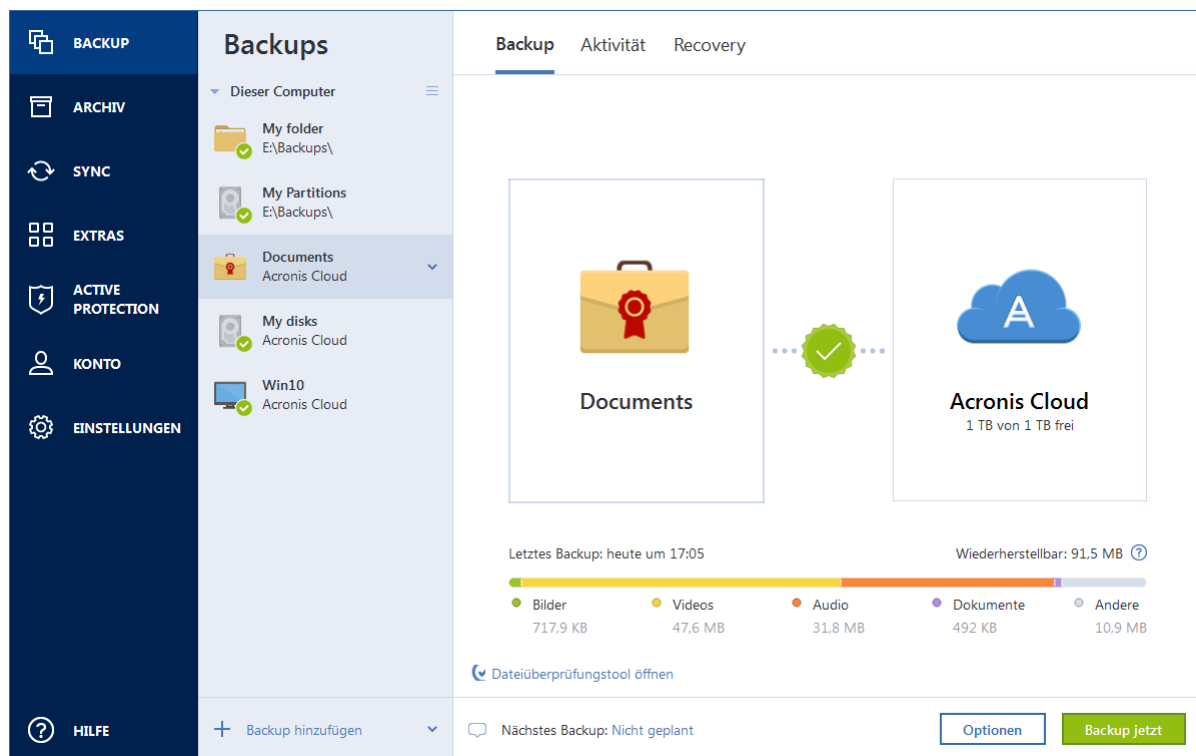 BACKUP
ARCHIV
SYNC
EXTRAS
ACTIVE
PROTECTION
KONTO
EINSTELLUNGEN
HILFE
Backups
Dieser Computer
My folder
E:\Backups\
My Partitions
E:\Backups\
Documents
Acronis Cloud
My disks
Acronis Cloud
Win10
Acronis Cloud
Backup hinzufügen
Backup Aktivität Recovery
Documents
Acronis Cloud
1 TB von 1 TB frei
Letztes Backup: heute um 17:05 Wiederherstellbar: 91,5 MB ?
Bilder Videos Audio Dokumente Andere
717,9 KB 47,6 MB 31,8 MB 492 KB 10,9 MB
Dateiüberprüfungstool öffnen
Nächstes Backup: Nicht geplant Optionen Backup jetzt